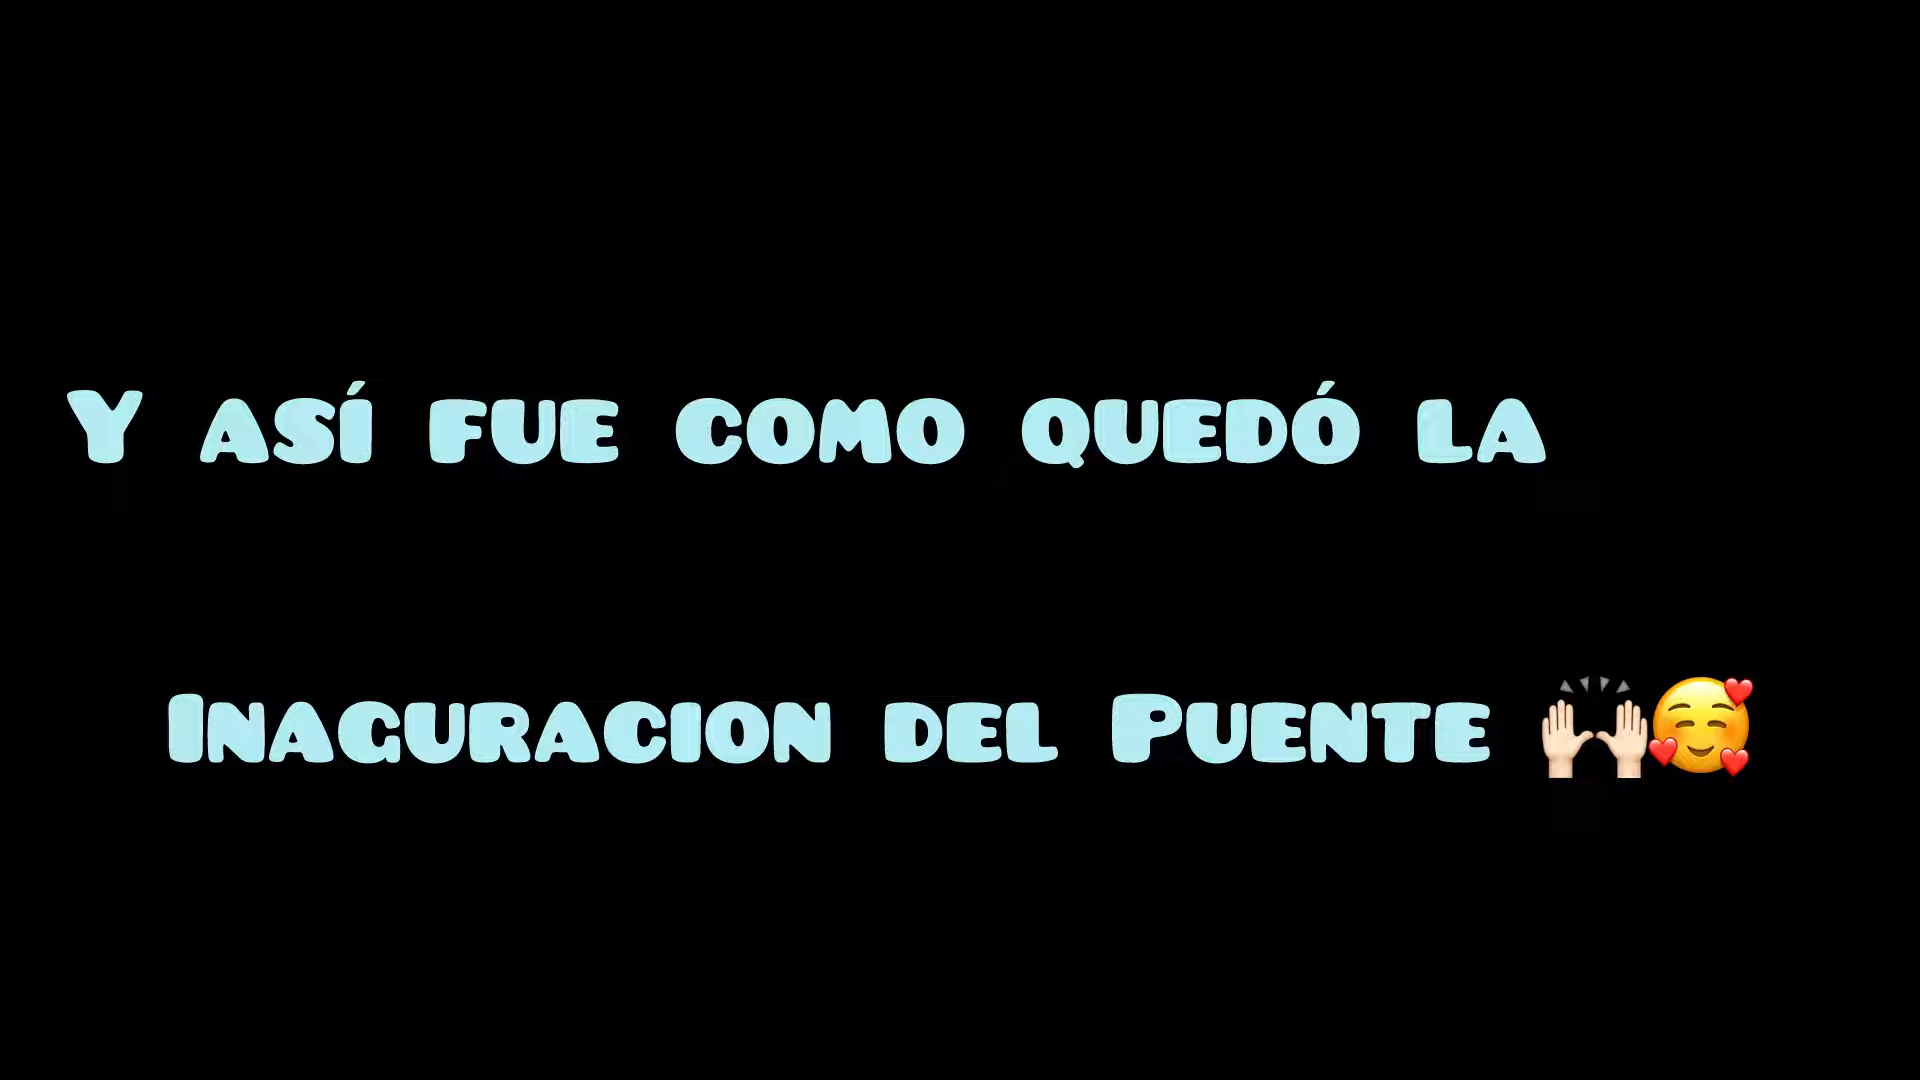 Y así fue como quedó la
Inaguracion del Puente 🙌🏻🥰